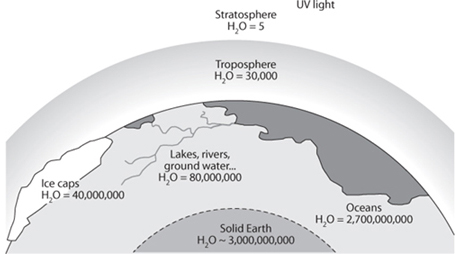 UV light
Stratosphere
H₂O = 5
Troposphere
H₂O = 30,000
Lakes, rivers,
ground water...
H₂O = 80,000,000
Ice caps
H₂O = 40,000,000
Oceans
H₂O = 2,700,000,000
Solid Earth
H₂O ~ 3,000,000,000